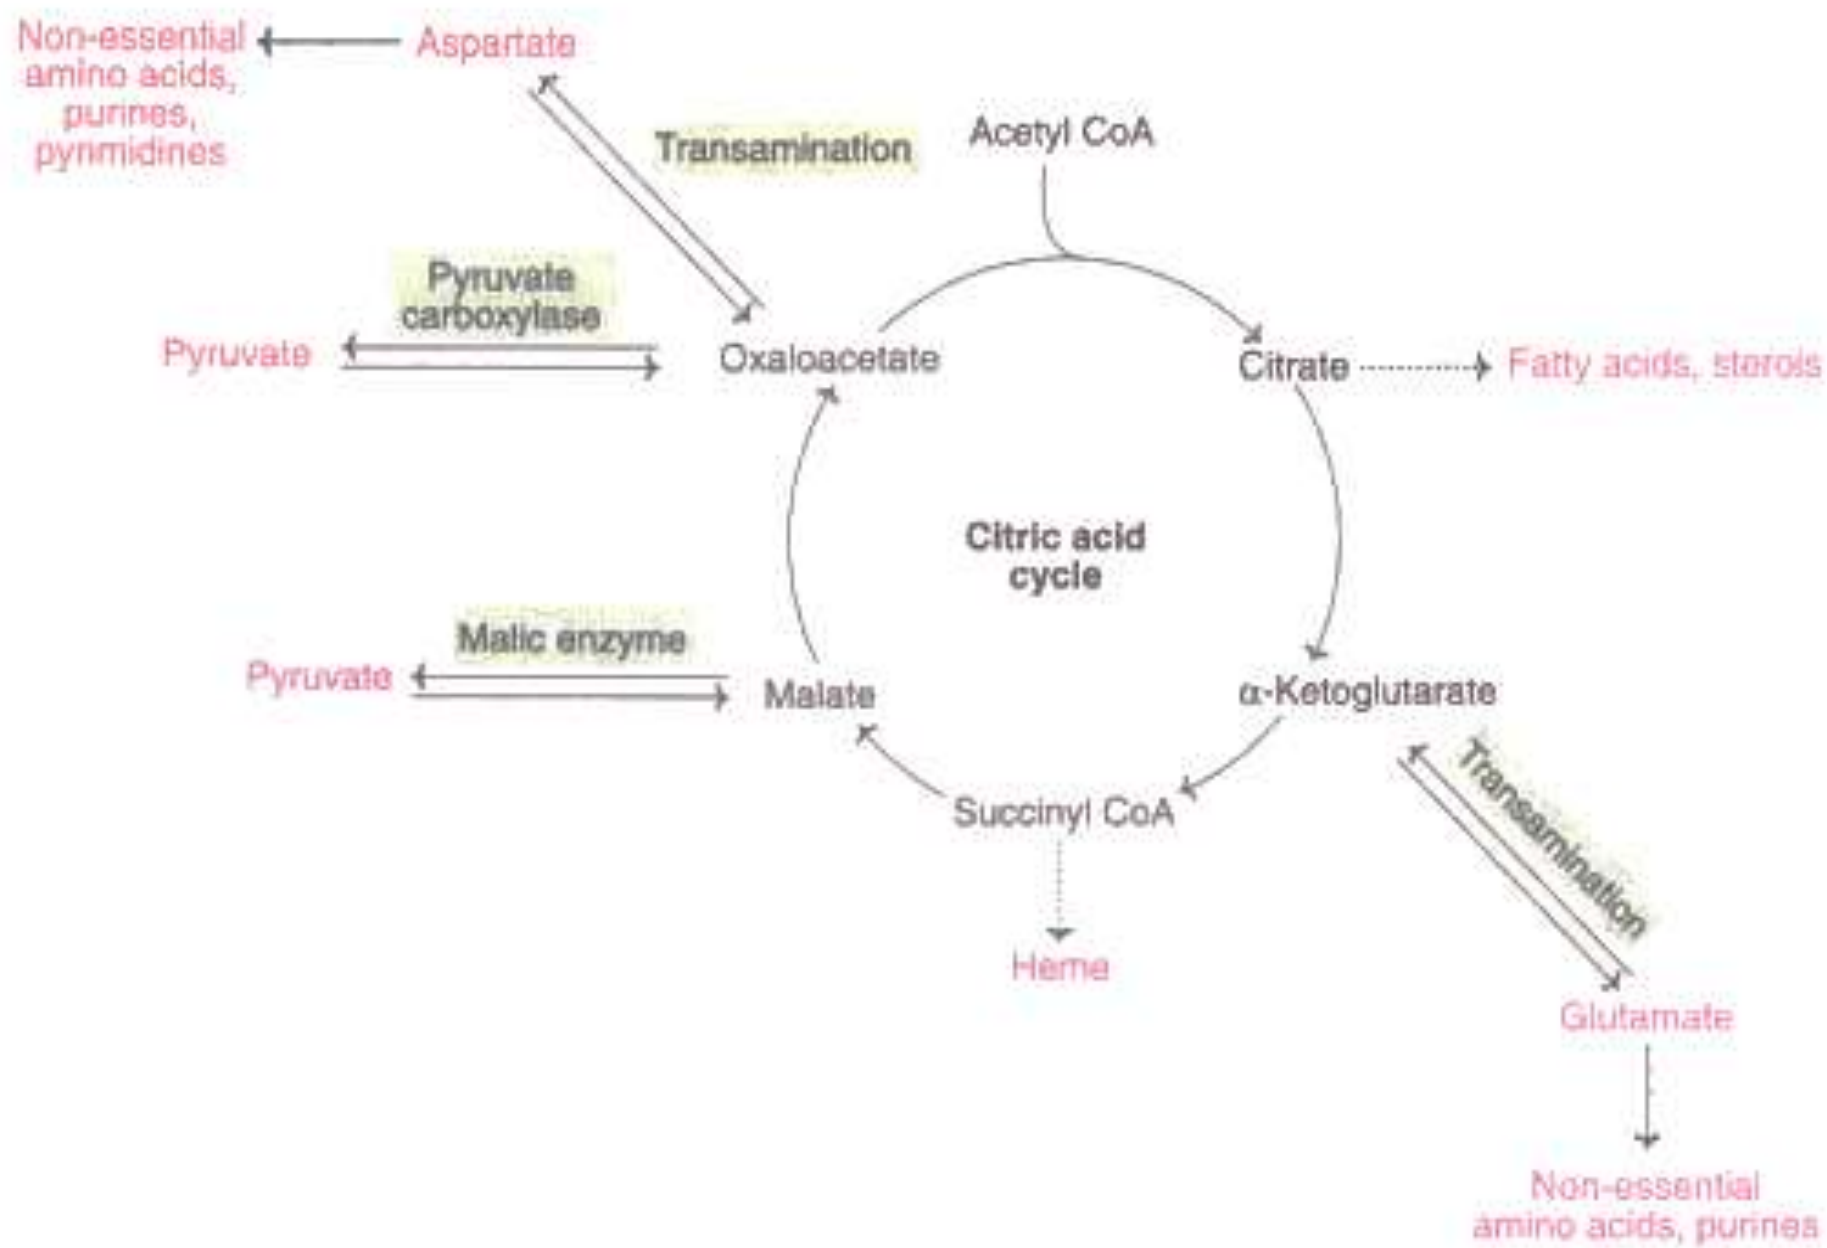 Non-essential
amino acids,
purines,
pyrimidines
Aspartate
Transamination
Acetyl CoA
Pyruvate
carboxylase
Pyruvate
Oxaloacetate
Citrate
Fatty acids, sterols
Citric acid
cycle
Malic enzyme
Pyruvate
Malate
α-Ketoglutarate
Succinyl CoA
Transamination
Heme
Glutamate
Non-essential
amino acids, purines